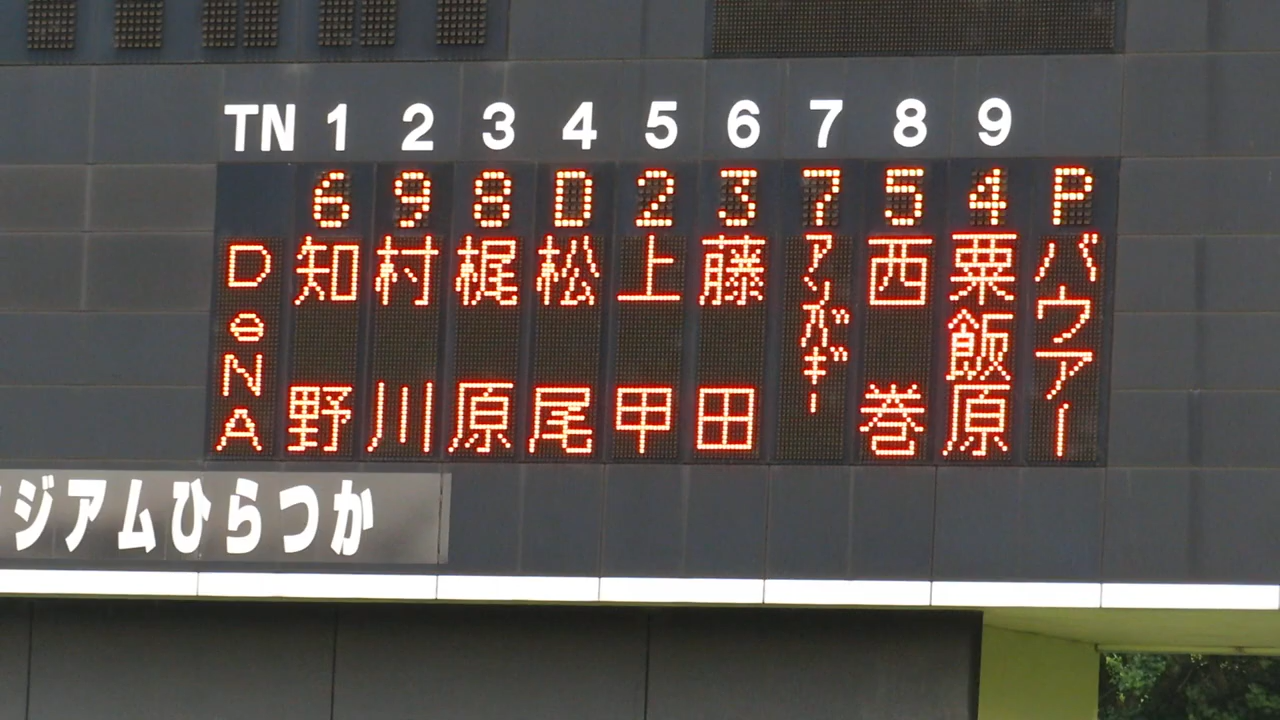 TN 1 2 3 4 5 6 7 8 9
6 9 8 0 2 3 7 5 4 P
DeNA
知野
村川
梶原
松尾
上甲
藤田
アンガギー
西巻
粟飯原
バウアー
ジアムひらつか